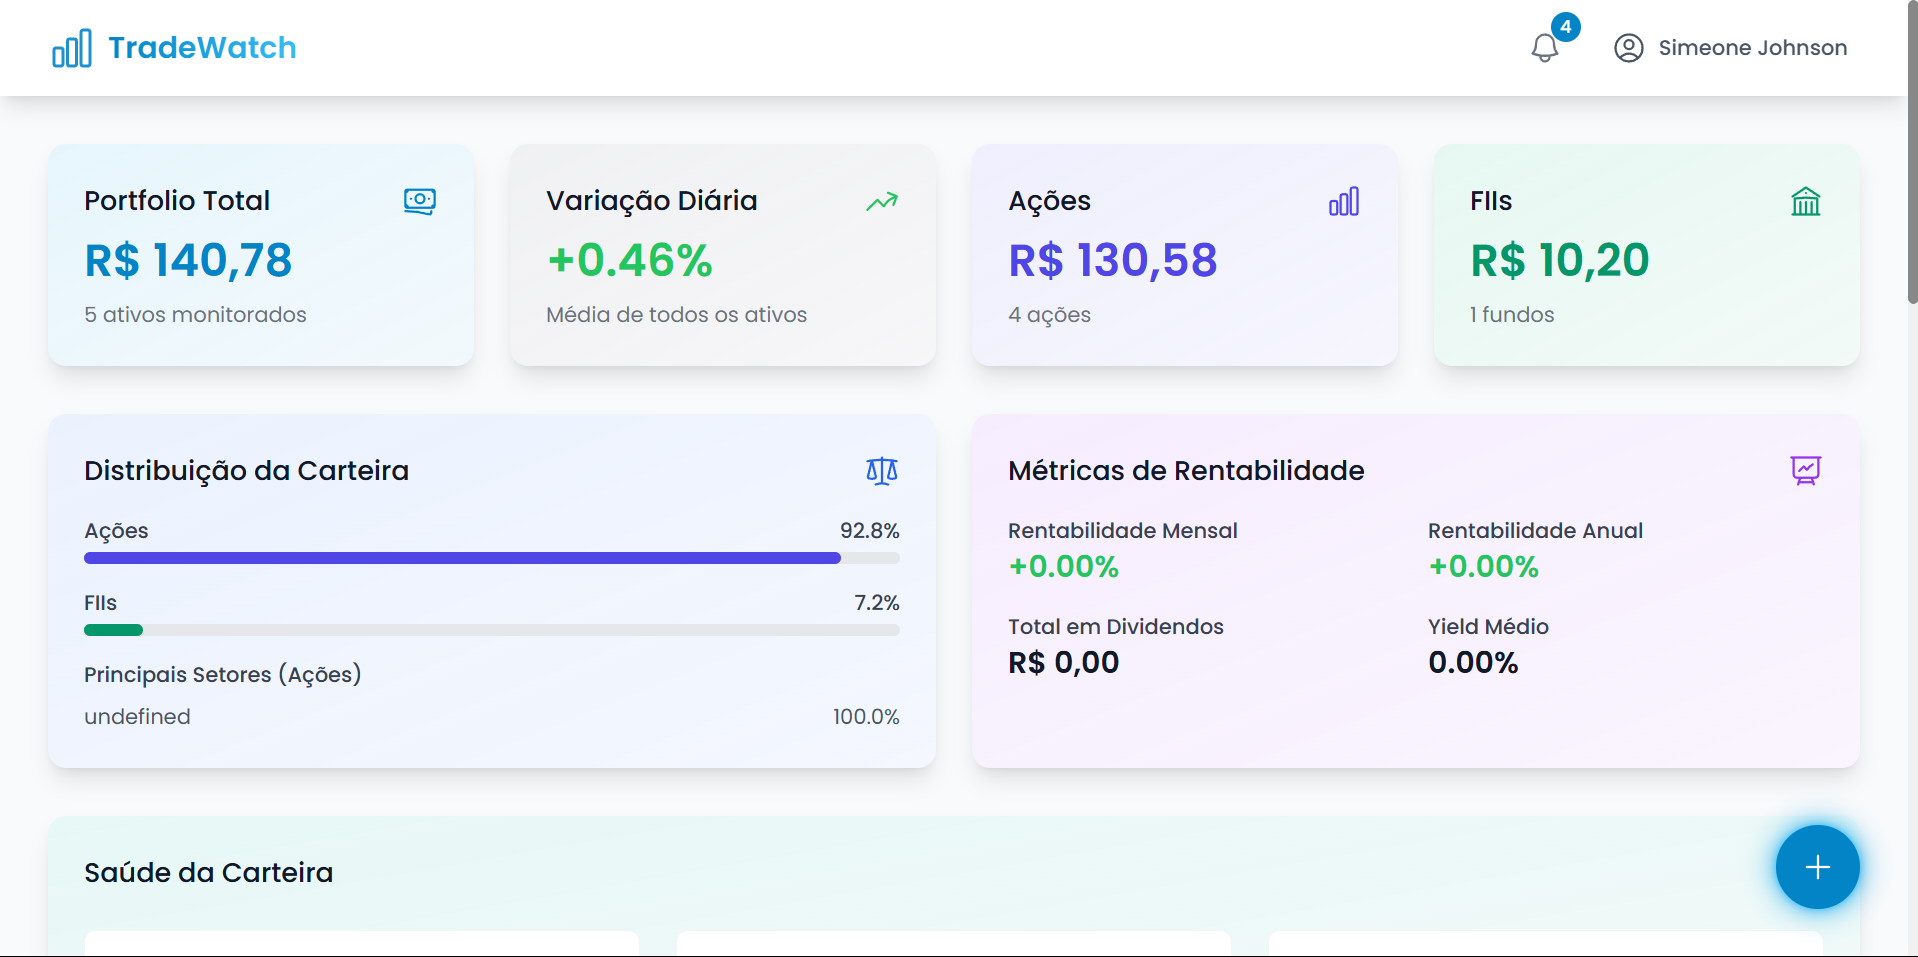 TradeWatch
4
Simeone Johnson
Portfolio Total
R$ 140,78
5 ativos monitorados
Variação Diária
+0.46%
Média de todos os ativos
Ações
R$ 130,58
4 ações
FIIs
R$ 10,20
1 fundos
Distribuição da Carteira
Ações 92.8%
FIIs 7.2%
Principais Setores (Ações)
undefined 100.0%
Métricas de Rentabilidade
Rentabilidade Mensal
+0.00%
Rentabilidade Anual
+0.00%
Total em Dividendos
R$ 0,00
Yield Médio
0.00%
Saúde da Carteira